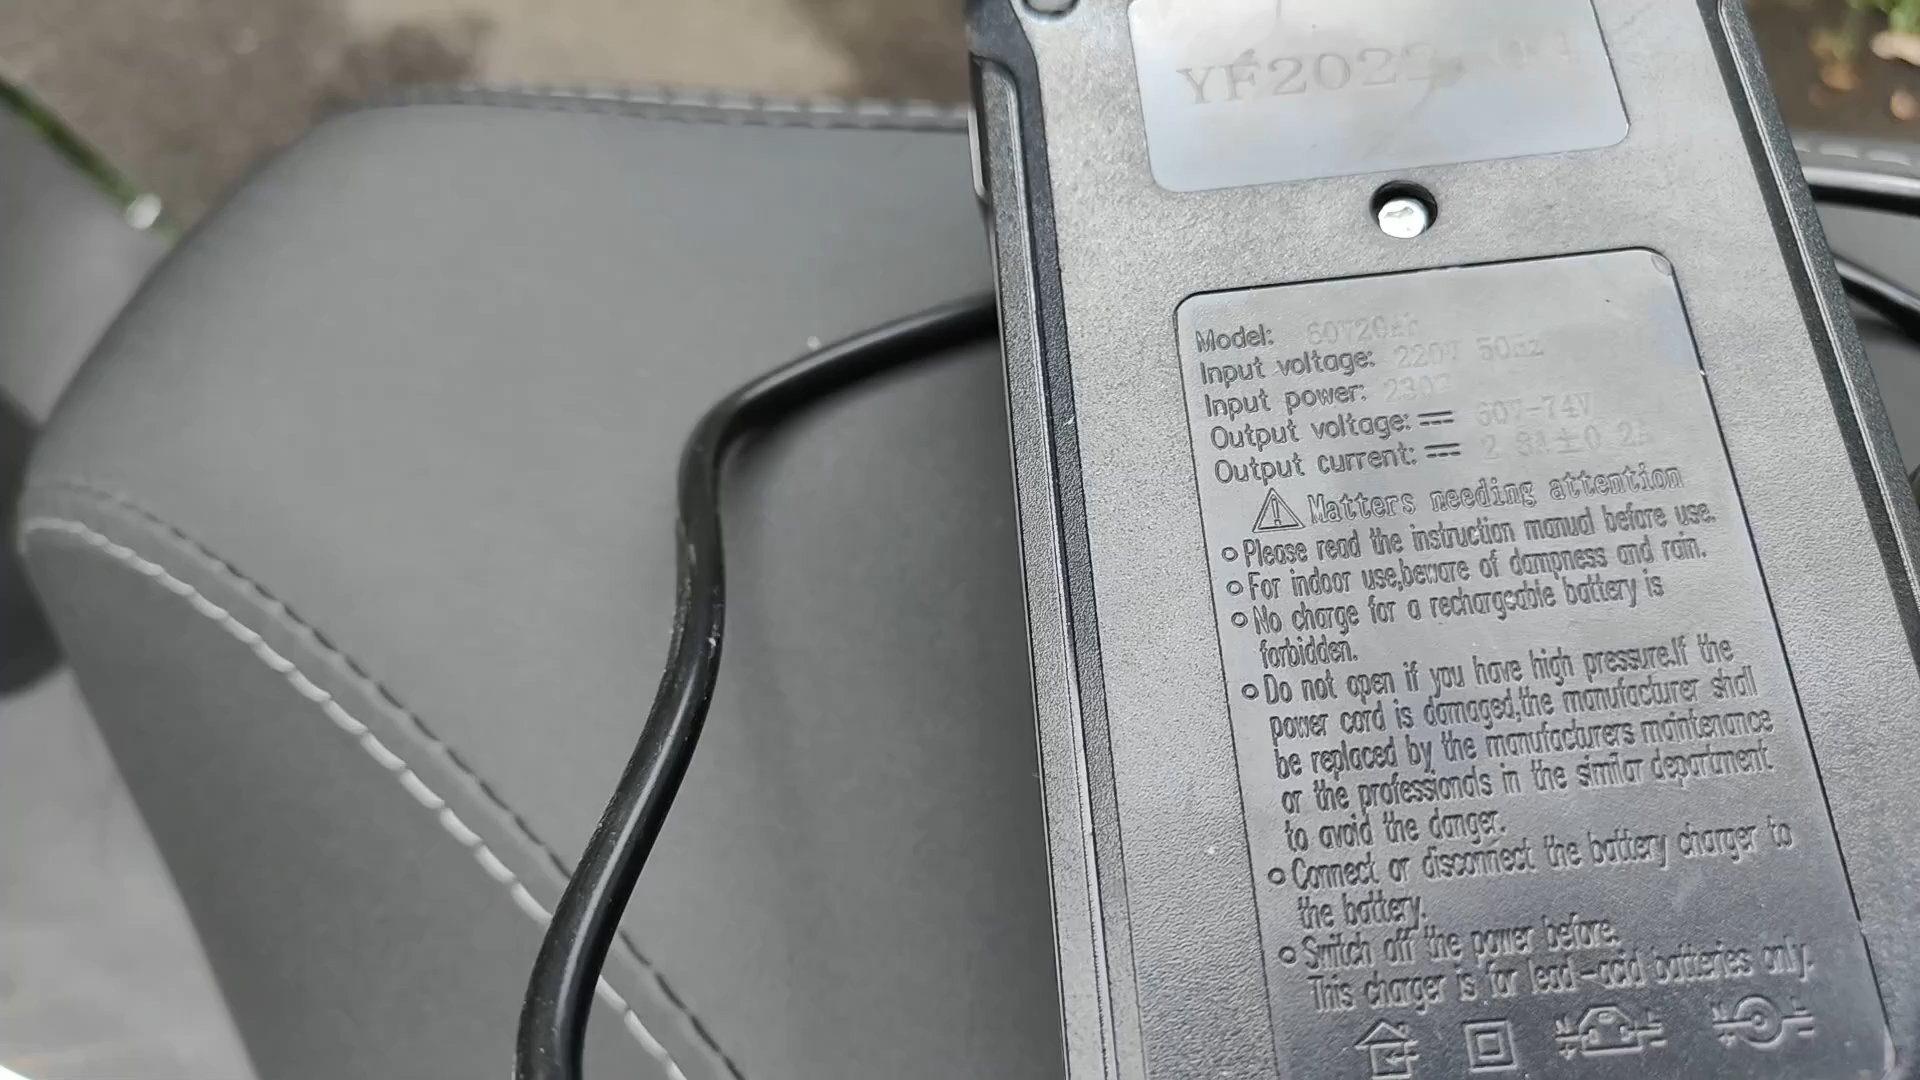 YF2022
Model: 60V20Ah
Input voltage: 220V 50Hz
Input power:
Output voltage: 60V-74V
Output current: 2.8A±0.2A
Matters needing attention
Please read the instruction manual before use.
For indoor use,beware of dampness and rain.
No charge for a rechargeable battery is
forbidden.
Do not open if you have high pressure.If the
power cord is damaged,the manufacturer shall
be replaced by the manufacturers maintenance
or the professionals in the similar department
to avoid the danger.
Connect or disconnect the battery charger to
the battery.
Switch off the power before.
This charger is for lead-acid batteries only.